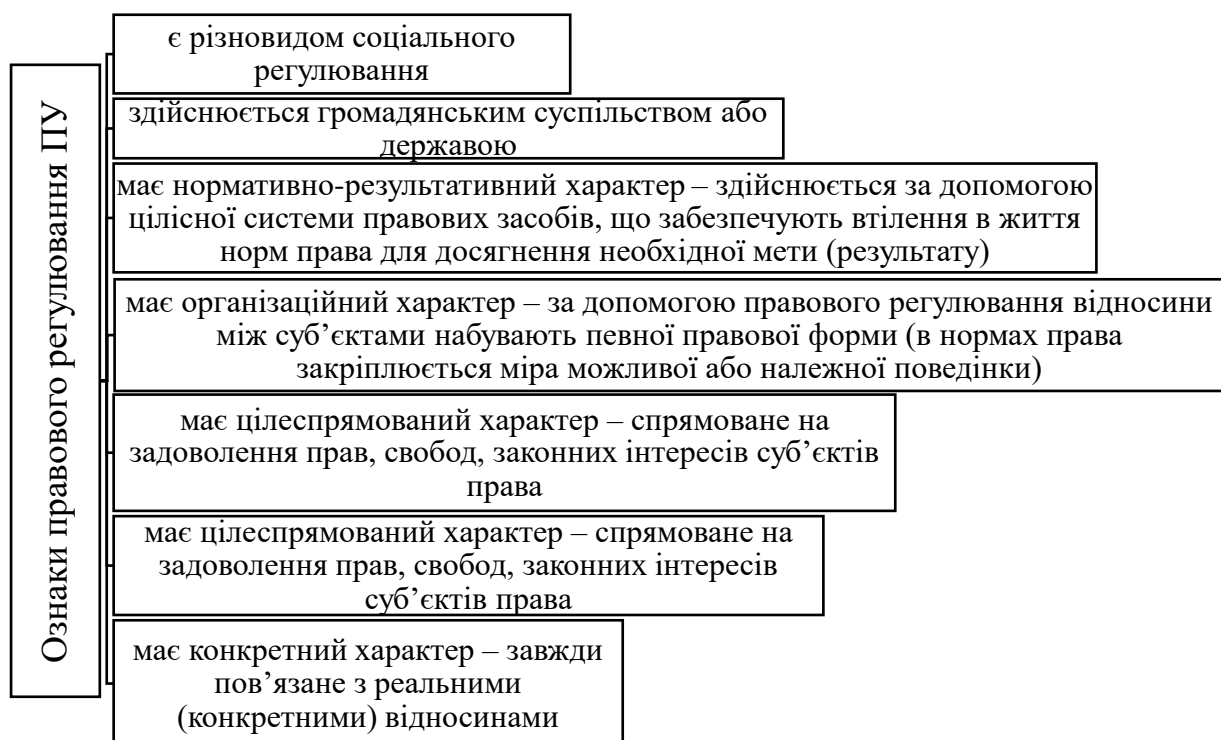 Ознаки правового регулювання ПУ
є різновидом соціального
регулювання
здійснюється громадянським суспільством або
державою
має нормативно-результативний характер – здійснюється за допомогою
цілісної системи правових засобів, що забезпечують втілення в життя
норм права для досягнення необхідної мети (результату)
має організаційний характер – за допомогою правового регулювання відносини
між суб’єктами набувають певної правової форми (в нормах права
закріплюється міра можливої або належної поведінки)
має цілеспрямований характер – спрямоване на
задоволення прав, свобод, законних інтересів суб’єктів
права
має цілеспрямований характер – спрямоване на
задоволення прав, свобод, законних інтересів
суб’єктів права
має конкретний характер – завжди
пов’язане з реальними
(конкретними) відносинами